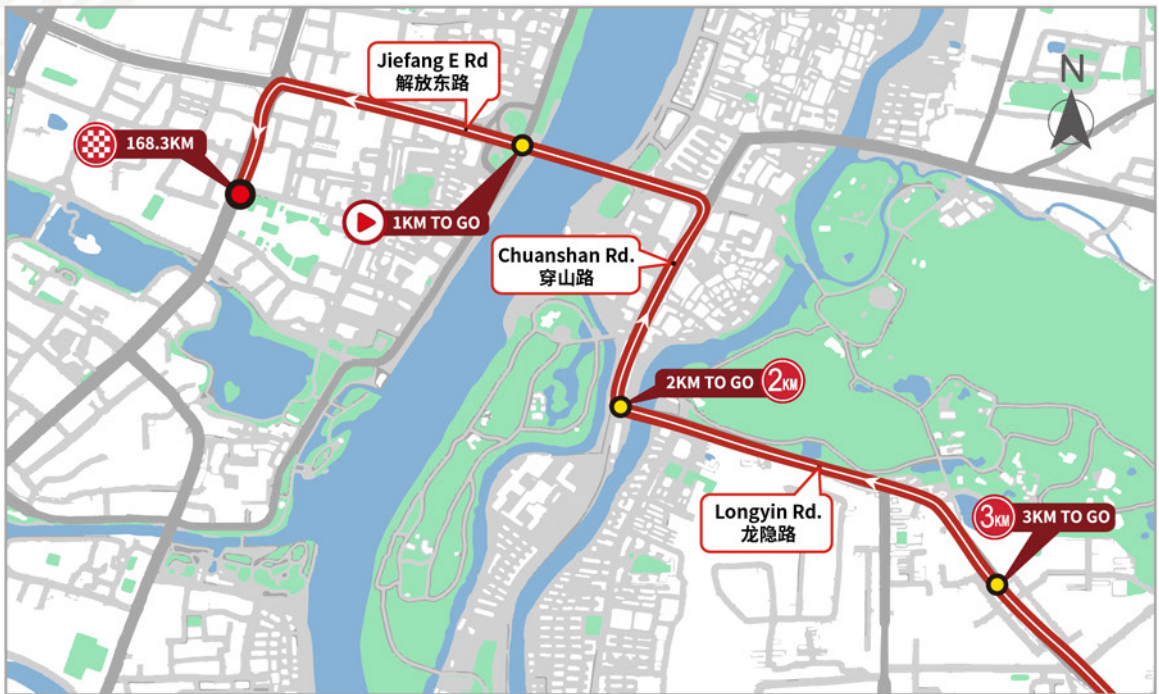 Jiefang E Rd
解放东路
N
168.3KM
1KM TO GO
Chuanshan Rd.
穿山路
2KM TO GO 2KM
Longyin Rd.
龙隐路
3KM 3KM TO GO